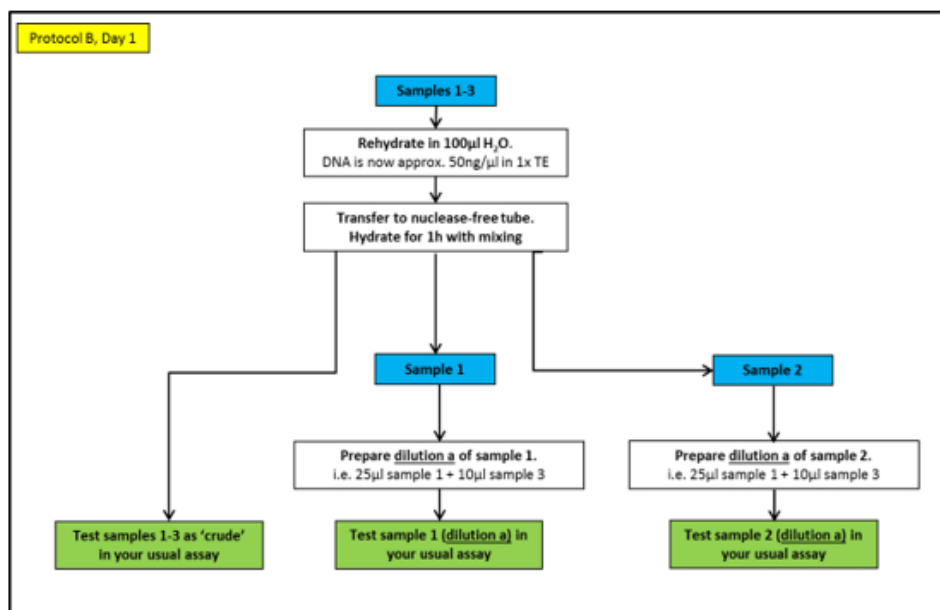 Protocol B, Day 1
Samples 1-3
Rehydrate in 100µl H₂O.
DNA is now approx. 50ng/µl in 1x TE
Transfer to nuclease-free tube.
Hydrate for 1h with mixing
Sample 1
Sample 2
Prepare dilution a of sample 1.
i.e. 25µl sample 1 + 10µl sample 3
Prepare dilution a of sample 2.
i.e. 25µl sample 1 + 10µl sample 3
Test samples 1-3 as ‘crude’
in your usual assay
Test sample 1 (dilution a) in
your usual assay
Test sample 2 (dilution a) in
your usual assay